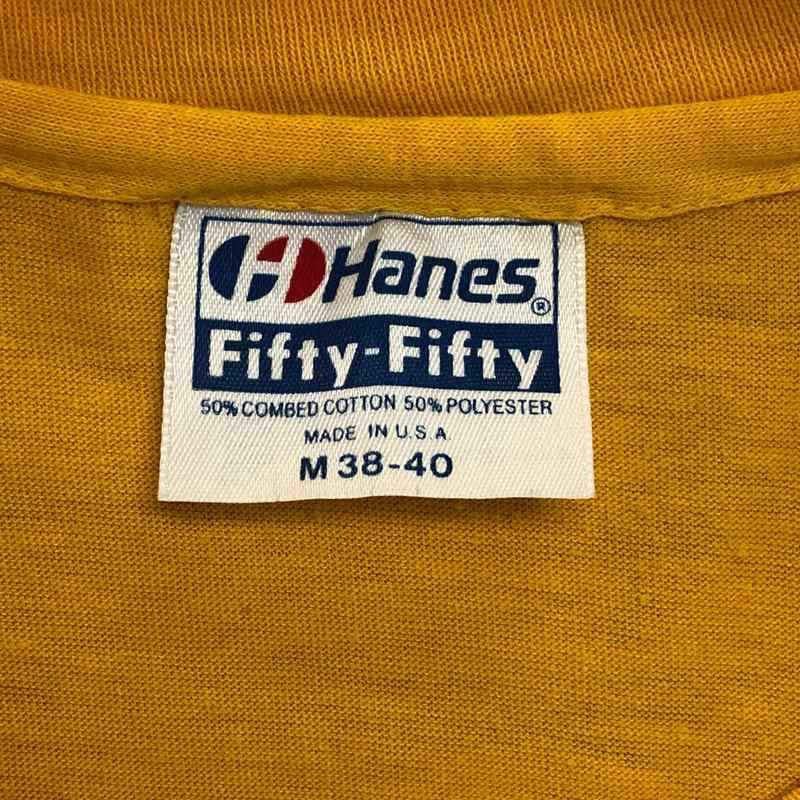 Hanes®
Fifty-Fifty
50% COMBED COTTON 50% POLYESTER
MADE IN U.S.A.
M 38-40